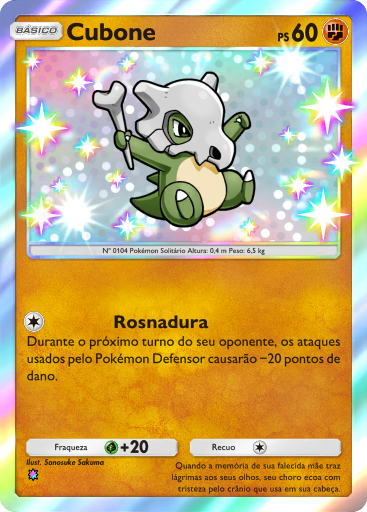 BÁSICO Cubone PS 60
Nº 0104 Pokémon Solitário Altura: 0,4 m Peso: 6,5 kg
Rosnadura
Durante o próximo turno do seu oponente, os ataques
usados pelo Pokémon Defensor causarão −20 pontos de
dano.
Fraqueza +20 Recuo
Ilust. Sanosuke Sakuma
Quando a memória de sua falecida mãe traz
lágrimas aos seus olhos, seu choro ecoa com
tristeza pelo crânio que usa em sua cabeça.